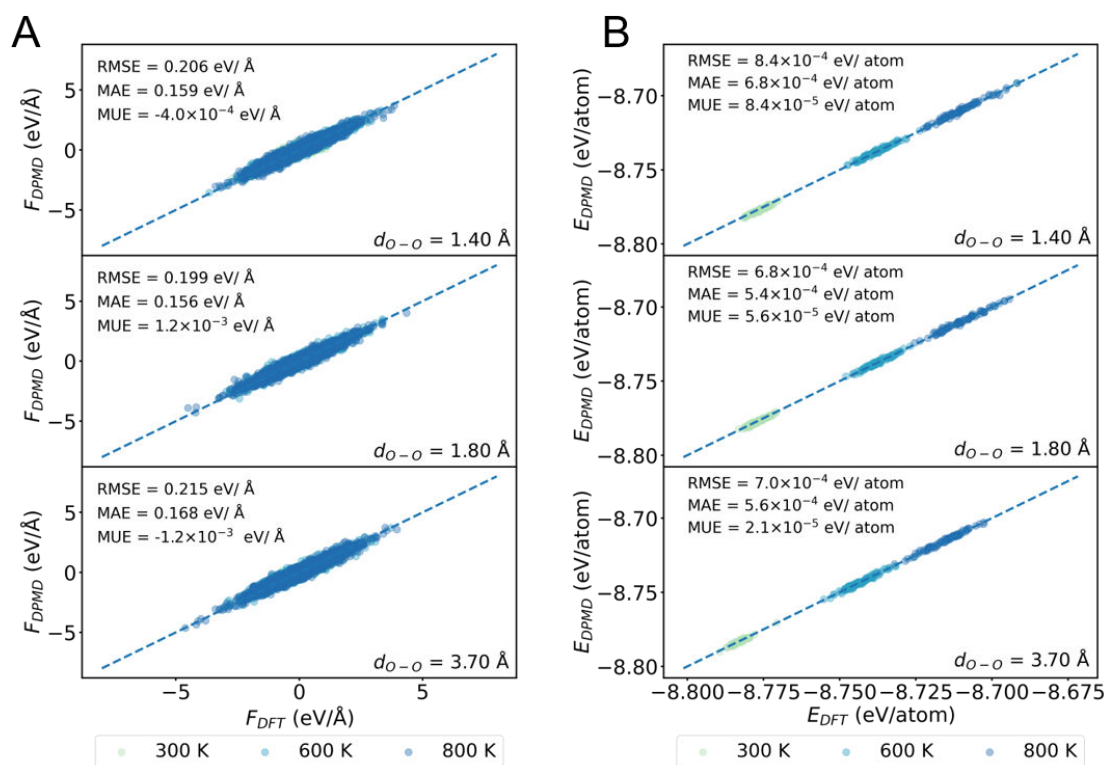 A
RMSE = 0.206 eV/ Å
MAE = 0.159 eV/ Å
MUE = -4.0×10⁻⁴ eV/ Å
5
0
−5
F_DPMD (eV/Å)
d_O−O = 1.40 Å
RMSE = 0.199 eV/ Å
MAE = 0.156 eV/ Å
MUE = 1.2×10⁻³ eV/ Å
5
0
−5
F_DPMD (eV/Å)
d_O−O = 1.80 Å
RMSE = 0.215 eV/ Å
MAE = 0.168 eV/ Å
MUE = -1.2×10⁻³ eV/ Å
5
0
−5
F_DPMD (eV/Å)
d_O−O = 3.70 Å
−5 0 5
F_DFT (eV/Å)
300 K 600 K 800 K
B
RMSE = 8.4×10⁻⁴ eV/ atom
MAE = 6.8×10⁻⁴ eV/ atom
MUE = 8.4×10⁻⁵ eV/ atom
−8.70
−8.75
−8.80
E_DPMD (eV/atom)
d_O−O = 1.40 Å
RMSE = 6.8×10⁻⁴ eV/ atom
MAE = 5.4×10⁻⁴ eV/ atom
MUE = 5.6×10⁻⁵ eV/ atom
−8.70
−8.75
−8.80
E_DPMD (eV/atom)
d_O−O = 1.80 Å
RMSE = 7.0×10⁻⁴ eV/ atom
MAE = 5.6×10⁻⁴ eV/ atom
MUE = 2.1×10⁻⁵ eV/ atom
−8.70
−8.75
−8.80
E_DPMD (eV/atom)
d_O−O = 3.70 Å
−8.800 −8.775 −8.750 −8.725 −8.700 −8.675
E_DFT (eV/atom)
300 K 600 K 800 K